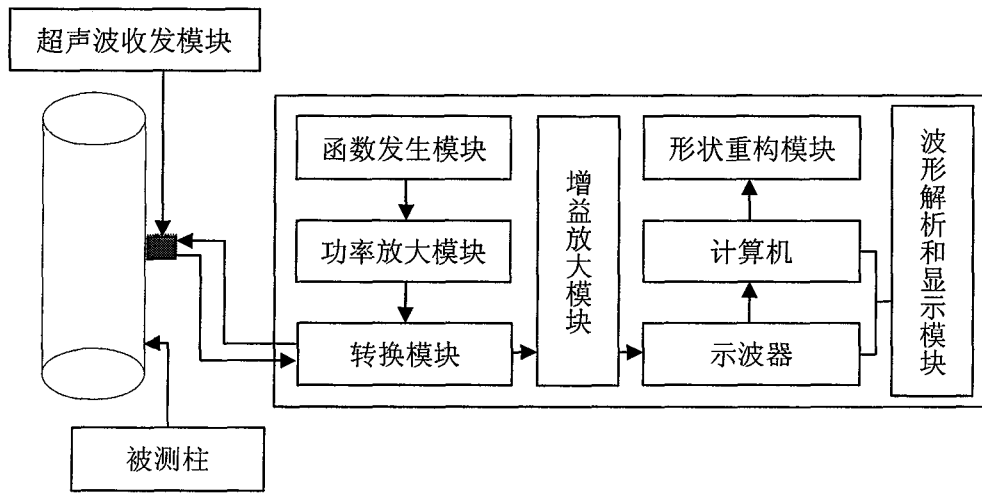 超声波收发模块
函数发生模块
功率放大模块
转换模块
增益放大模块
形状重构模块
计算机
示波器
波形解析和显示模块
被测柱